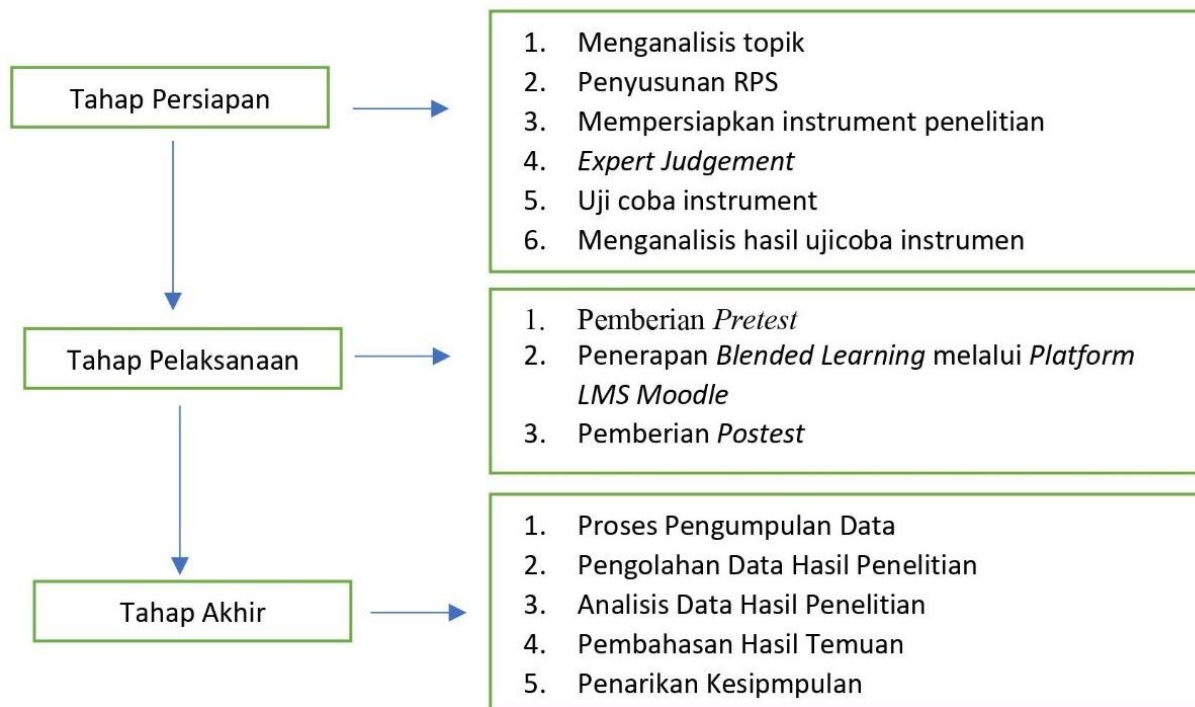 Tahap Persiapan
1. Menganalisis topik
2. Penyusunan RPS
3. Mempersiapkan instrument penelitian
4. Expert Judgement
5. Uji coba instrument
6. Menganalisis hasil ujicoba instrumen
Tahap Pelaksanaan
1. Pemberian Pretest
2. Penerapan Blended Learning melalui Platform
LMS Moodle
3. Pemberian Postest
Tahap Akhir
1. Proses Pengumpulan Data
2. Pengolahan Data Hasil Penelitian
3. Analisis Data Hasil Penelitian
4. Pembahasan Hasil Temuan
5. Penarikan Kesipmpulan